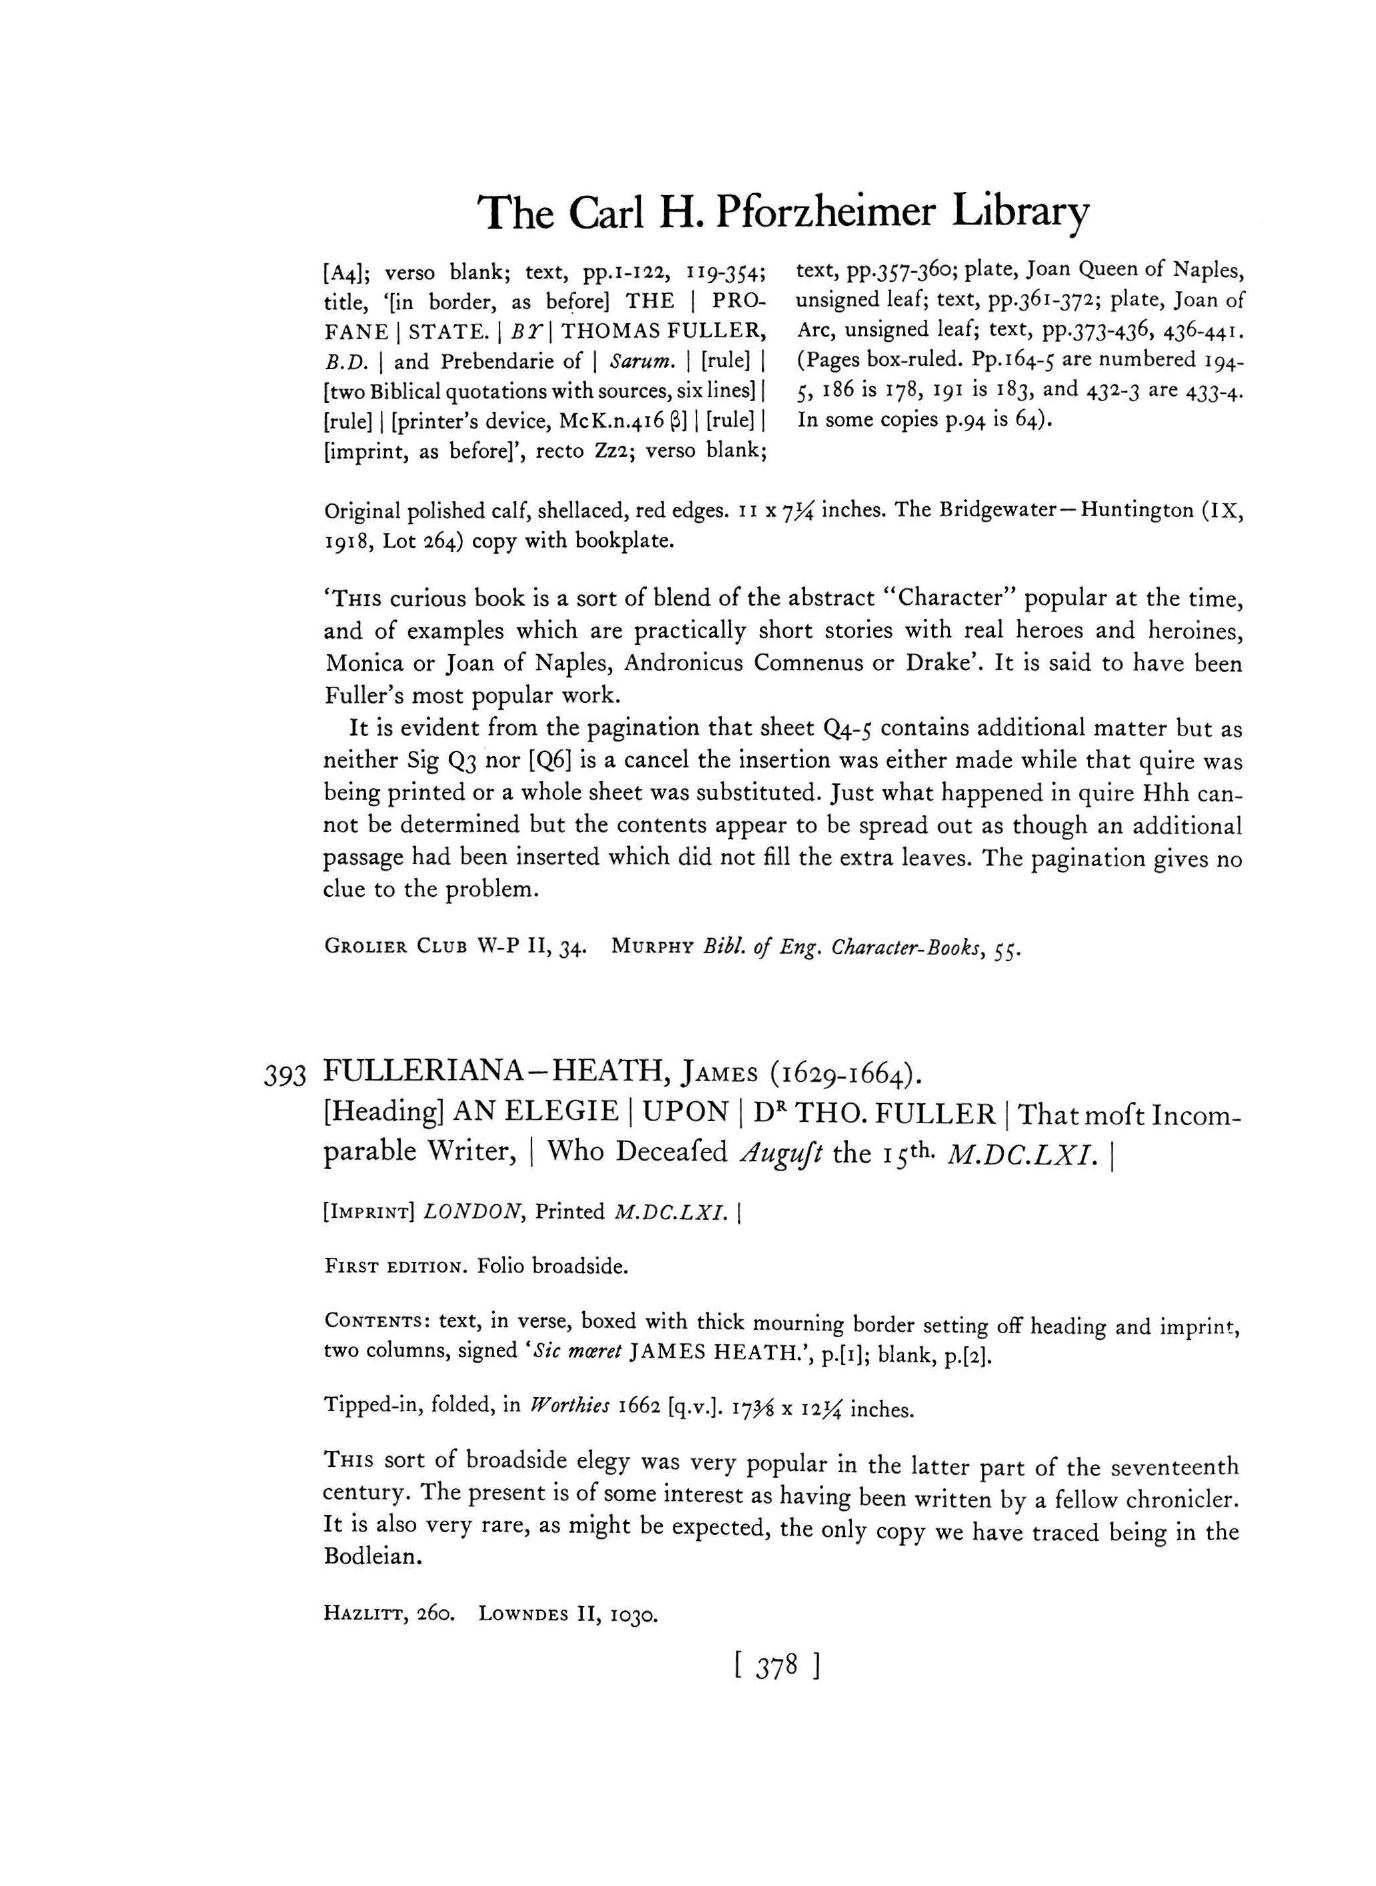 The Carl H. Pforzheimer Library
[A4]; verso blank; text, pp.1-122, 119-354;
title, ‘[in border, as before] THE | PRO-
FANE | STATE. | BY | THOMAS FULLER,
B.D. | and Prebendarie of | Sarum. | [rule] |
[two Biblical quotations with sources, six lines] |
[rule] | [printer's device, McK.n.416 β] | [rule] |
[imprint, as before]’, recto Zz2; verso blank;
text, pp.357-360; plate, Joan Queen of Naples,
unsigned leaf; text, pp.361-372; plate, Joan of
Arc, unsigned leaf; text, pp.373-436, 436-441.
(Pages box-ruled. Pp.164-5 are numbered 194-
5, 186 is 178, 191 is 183, and 432-3 are 433-4.
In some copies p.94 is 64).
Original polished calf, shellaced, red edges. 11 x 7¼ inches. The Bridgewater—Huntington (IX,
1918, Lot 264) copy with bookplate.
‘THIS curious book is a sort of blend of the abstract “Character” popular at the time,
and of examples which are practically short stories with real heroes and heroines,
Monica or Joan of Naples, Andronicus Comnenus or Drake’. It is said to have been
Fuller's most popular work.
It is evident from the pagination that sheet Q4-5 contains additional matter but as
neither Sig Q3 nor [Q6] is a cancel the insertion was either made while that quire was
being printed or a whole sheet was substituted. Just what happened in quire Hhh can-
not be determined but the contents appear to be spread out as though an additional
passage had been inserted which did not fill the extra leaves. The pagination gives no
clue to the problem.
GROLIER CLUB W-P II, 34. MURPHY Bibl. of Eng. Character-Books, 55.
393 FULLERIANA—HEATH, JAMES (1629-1664).
[Heading] AN ELEGIE | UPON | DR THO. FULLER | That moſt Incom-
parable Writer, | Who Deceaſed Auguſt the 15th. M.DC.LXI. |
[IMPRINT] LONDON, Printed M.DC.LXI. |
FIRST EDITION. Folio broadside.
CONTENTS: text, in verse, boxed with thick mourning border setting off heading and imprint,
two columns, signed ‘Sic mœret JAMES HEATH.’, p.[1]; blank, p.[2].
Tipped-in, folded, in Worthies 1662 [q.v.]. 17⅜ x 12¼ inches.
THIS sort of broadside elegy was very popular in the latter part of the seventeenth
century. The present is of some interest as having been written by a fellow chronicler.
It is also very rare, as might be expected, the only copy we have traced being in the
Bodleian.
HAZLITT, 260. LOWNDES II, 1030.
[ 378 ]